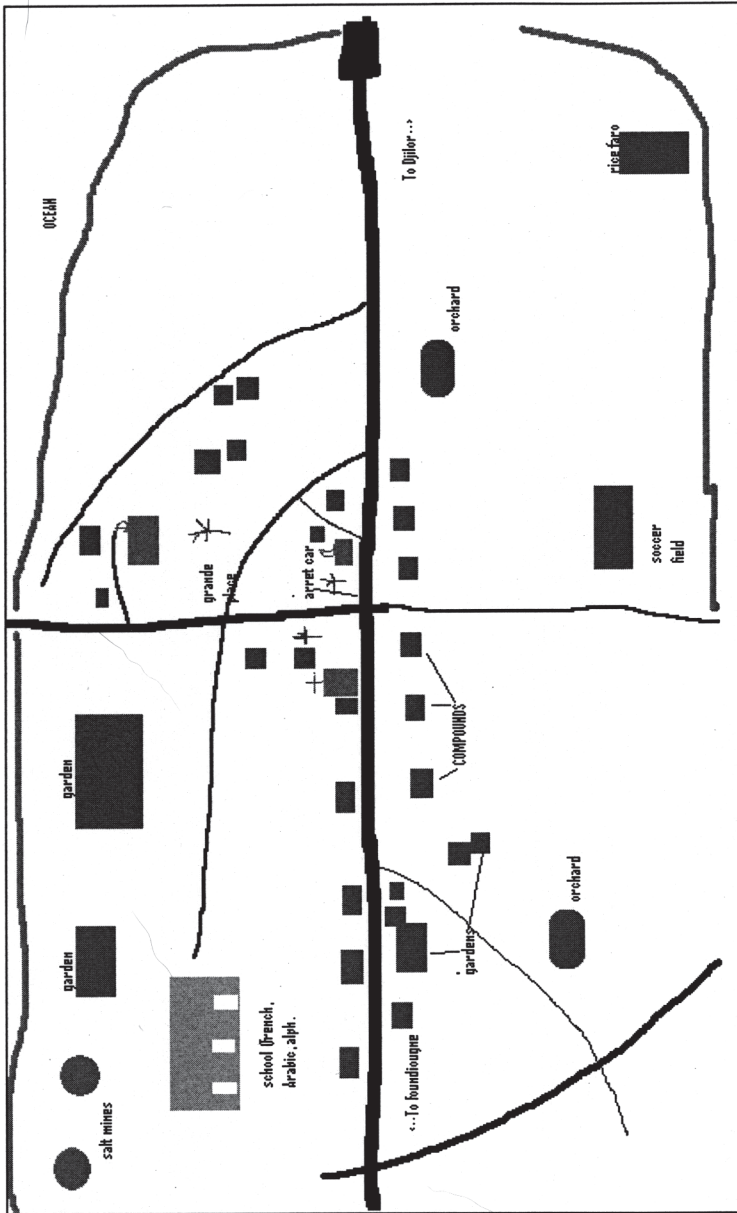 OCEAN
To Djilor-->
rice faro
orchard
grande
place
arret car
soccer
field
garden
COMPOUNDS
garden
orchard
gardens
school (french,
Arabic, alph.
salt mines
<--To Foundiougne